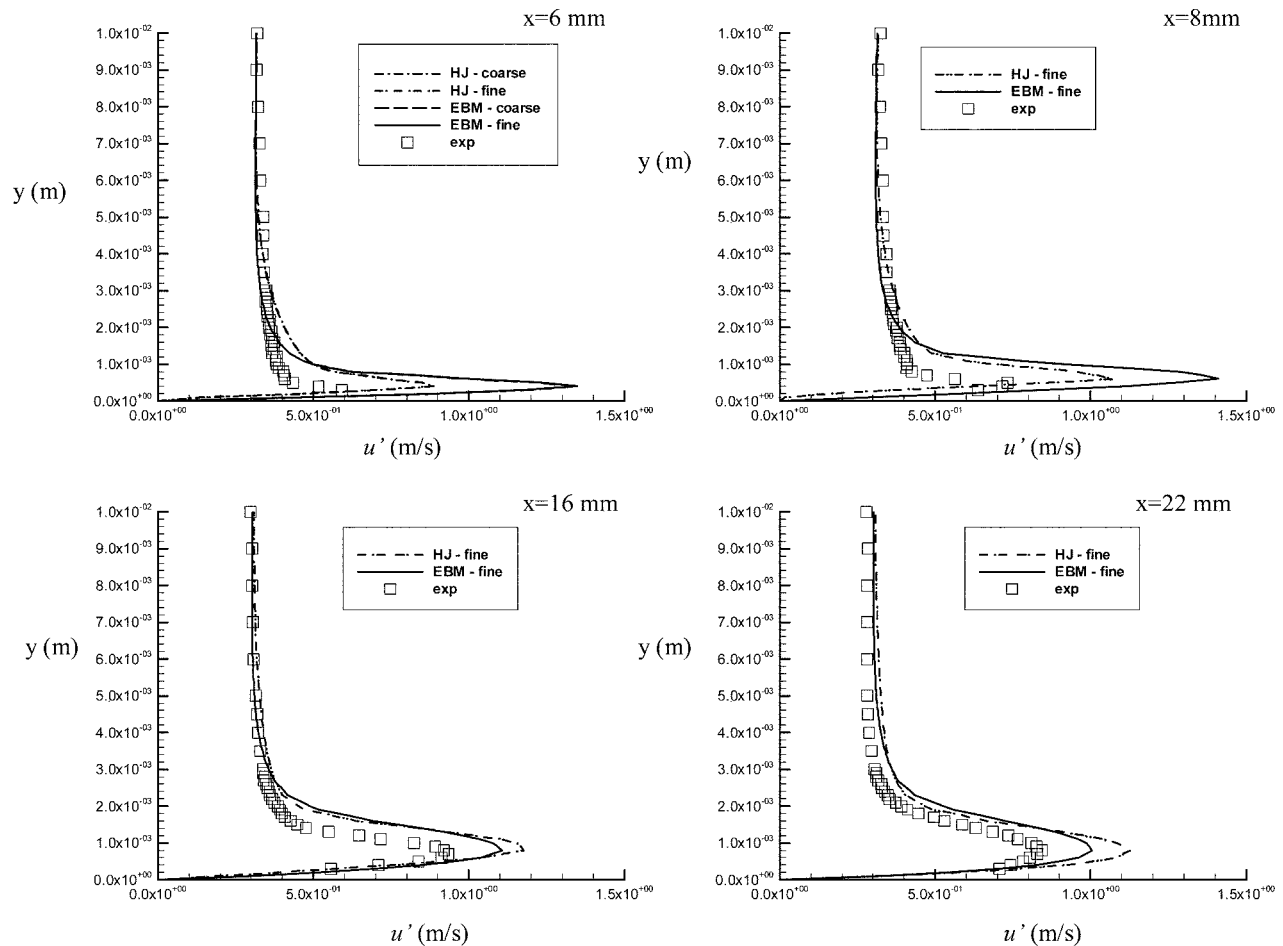 x=6 mm
1.0x10⁻⁰²
9.0x10⁻⁰³
8.0x10⁻⁰³
7.0x10⁻⁰³
6.0x10⁻⁰³
5.0x10⁻⁰³
4.0x10⁻⁰³
3.0x10⁻⁰³
2.0x10⁻⁰³
1.0x10⁻⁰³
0.0x10⁺⁰⁰
y (m)
HJ - coarse
HJ - fine
EBM - coarse
EBM - fine
exp
0.0x10⁺⁰⁰ 5.0x10⁻⁰¹ 1.0x10⁺⁰⁰ 1.5x10⁺⁰⁰
u’ (m/s)
x=8mm
1.0x10⁻⁰²
9.0x10⁻⁰³
8.0x10⁻⁰³
7.0x10⁻⁰³
6.0x10⁻⁰³
5.0x10⁻⁰³
4.0x10⁻⁰³
3.0x10⁻⁰³
2.0x10⁻⁰³
1.0x10⁻⁰³
0.0x10⁺⁰⁰
y (m)
HJ - fine
EBM - fine
exp
0.0x10⁺⁰⁰ 5.0x10⁻⁰¹ 1.0x10⁺⁰⁰ 1.5x10⁺⁰⁰
u’ (m/s)
x=16 mm
1.0x10⁻⁰²
9.0x10⁻⁰³
8.0x10⁻⁰³
7.0x10⁻⁰³
6.0x10⁻⁰³
5.0x10⁻⁰³
4.0x10⁻⁰³
3.0x10⁻⁰³
2.0x10⁻⁰³
1.0x10⁻⁰³
0.0x10⁺⁰⁰
y (m)
HJ - fine
EBM - fine
exp
0.0x10⁺⁰⁰ 5.0x10⁻⁰¹ 1.0x10⁺⁰⁰ 1.5x10⁺⁰⁰
u’ (m/s)
x=22 mm
1.0x10⁻⁰²
9.0x10⁻⁰³
8.0x10⁻⁰³
7.0x10⁻⁰³
6.0x10⁻⁰³
5.0x10⁻⁰³
4.0x10⁻⁰³
3.0x10⁻⁰³
2.0x10⁻⁰³
1.0x10⁻⁰³
0.0x10⁺⁰⁰
y (m)
HJ - fine
EBM - fine
exp
0.0x10⁺⁰⁰ 5.0x10⁻⁰¹ 1.0x10⁺⁰⁰ 1.5x10⁺⁰⁰
u’ (m/s)